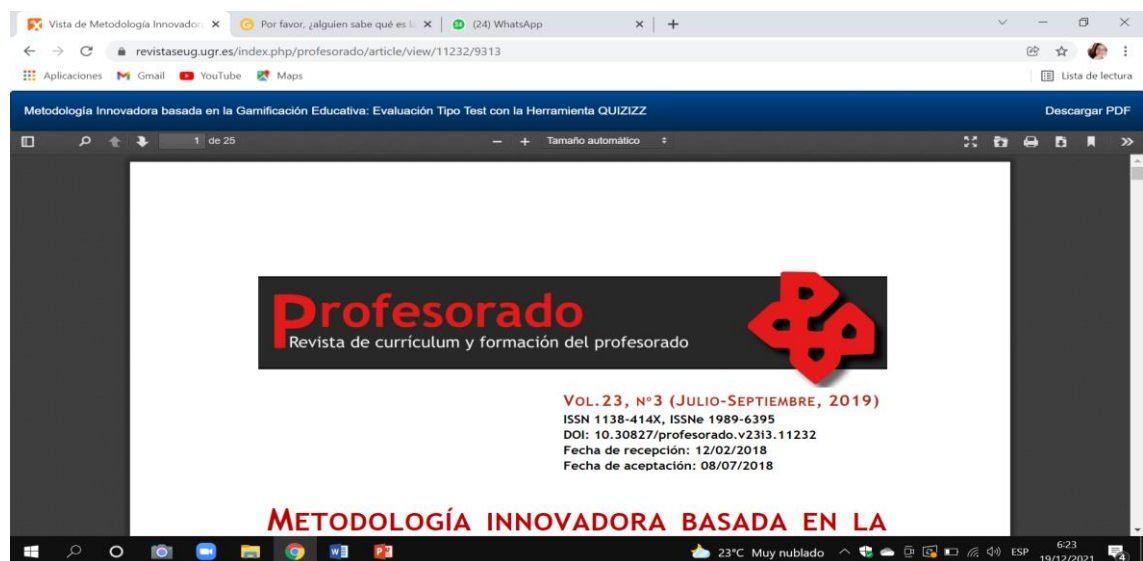 Vista de Metodología Innovador
Por favor, ¿alguien sabe qué es l
(24) WhatsApp
revistaseug.ugr.es/index.php/profesorado/article/view/11232/9313
Aplicaciones
Gmail
YouTube
Maps
Lista de lectura
Metodología Innovadora basada en la Gamificación Educativa: Evaluación Tipo Test con la Herramienta QUIZIZZ
Descargar PDF
1 de 25
Tamaño automático
Profesorado
Revista de currículum y formación del profesorado
VOL.23, Nº3 (JULIO-SEPTIEMBRE, 2019)
ISSN 1138-414X, ISSNe 1989-6395
DOI: 10.30827/profesorado.v23i3.11232
Fecha de recepción: 12/02/2018
Fecha de aceptación: 08/07/2018
METODOLOGÍA INNOVADORA BASADA EN LA
23°C Muy nublado
ESP
6:23
19/12/2021
4